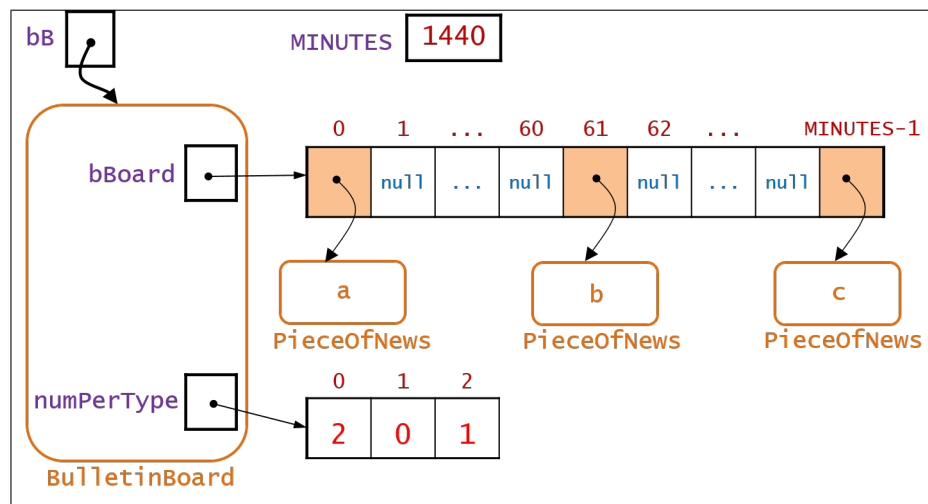 bB
MINUTES 1440
0 1 ... 60 61 62 ... MINUTES-1
bBoard null ... null null ... null
a b c
PieceOfNews PieceOfNews PieceOfNews
0 1 2
numPerType 2 0 1
BulletinBoard